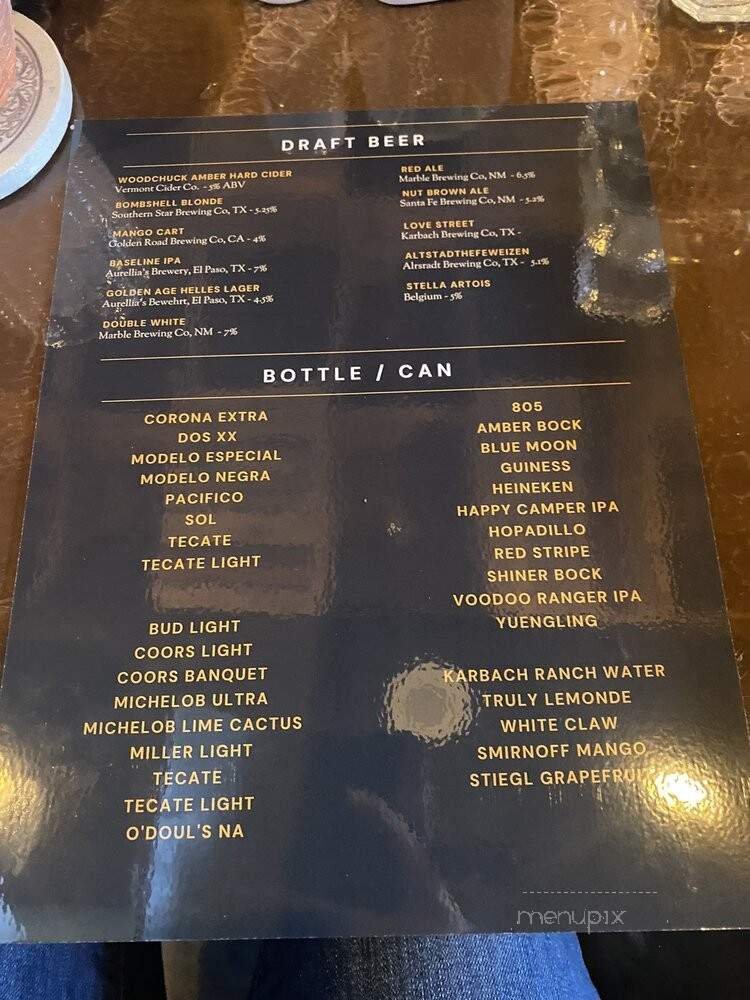 DRAFT BEER
WOODCHUCK AMBER HARD CIDER
Vermont Cider Co. - 5% ABV
BOMBSHELL BLONDE
Southern Star Brewing Co, TX - 5.25%
MANGO CART
Golden Road Brewing Co, CA - 4%
BASELINE IPA
Aurellia's Brewery, El Paso, TX - 7%
GOLDEN AGE HELLES LAGER
Aurellia's Bewehrt, El Paso, TX - 4.5%
DOUBLE WHITE
Marble Brewing Co, NM - 7%
RED ALE
Marble Brewing Co, NM - 6.5%
NUT BROWN ALE
Santa Fe Brewing Co, NM - 5.2%
LOVE STREET
Karbach Brewing Co, TX -
ALTSTADTHEFEWEIZEN
Alrsradt Brewing Co, TX - 5.1%
STELLA ARTOIS
Belgium - 5%
BOTTLE / CAN
CORONA EXTRA
DOS XX
MODELO ESPECIAL
MODELO NEGRA
PACIFICO
SOL
TECATE
TECATE LIGHT
BUD LIGHT
COORS LIGHT
COORS BANQUET
MICHELOB ULTRA
MICHELOB LIME CACTUS
MILLER LIGHT
TECATE
TECATE LIGHT
O'DOUL'S NA
805
AMBER BOCK
BLUE MOON
GUINESS
HEINEKEN
HAPPY CAMPER IPA
HOPADILLO
RED STRIPE
SHINER BOCK
VOODOO RANGER IPA
YUENGLING
KARBACH RANCH WATER
TRULY LEMONDE
WHITE CLAW
SMIRNOFF MANGO
STIEGL GRAPEFRUIT
menupix